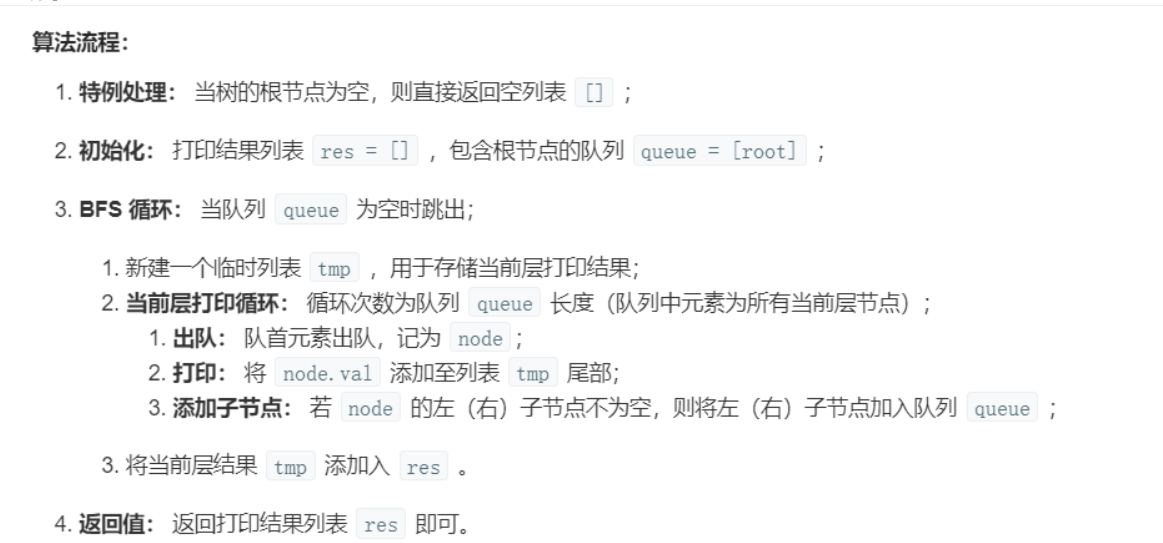 算法流程：
1. 特例处理： 当树的根节点为空，则直接返回空列表 [] ；
2. 初始化： 打印结果列表 res = [] ，包含根节点的队列 queue = [root] ；
3. BFS 循环： 当队列 queue 为空时跳出；
1. 新建一个临时列表 tmp ，用于存储当前层打印结果；
2. 当前层打印循环： 循环次数为队列 queue 长度（队列中元素为所有当前层节点）；
1. 出队： 队首元素出队，记为 node ；
2. 打印： 将 node.val 添加至列表 tmp 尾部；
3. 添加子节点： 若 node 的左（右）子节点不为空，则将左（右）子节点加入队列 queue ；
3. 将当前层结果 tmp 添加入 res 。
4. 返回值： 返回打印结果列表 res 即可。